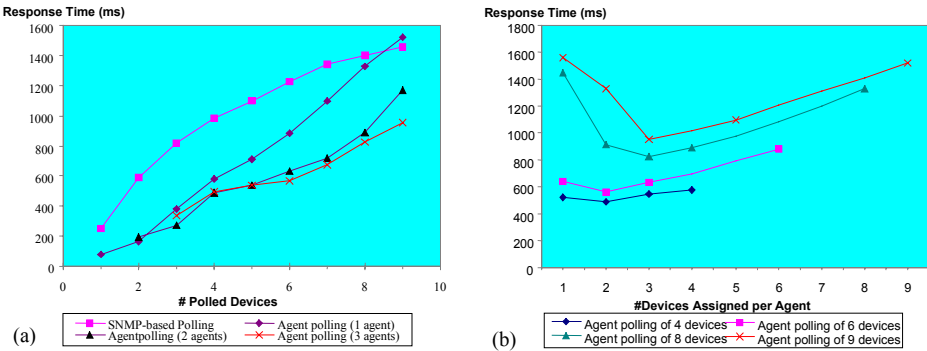 Response Time (ms)
1600
1400
1200
1000
800
600
400
200
0
0 2 4 6 8 10
# Polled Devices
SNMP-based Polling
Agent polling (1 agent)
Agentpolling (2 agents)
Agent polling (3 agents)
(a)
Response Time (ms)
1800
1600
1400
1200
1000
800
600
400
200
0
1 2 3 4 5 6 7 8 9
#Devices Assigned per Agent
Agent polling of 4 devices
Agent polling of 6 devices
Agent polling of 8 devices
Agent polling of 9 devices
(b)